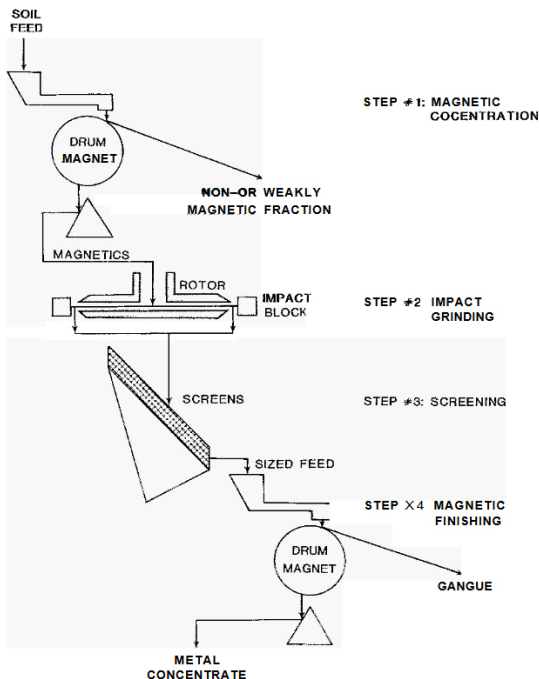 SOIL
FEED
STEP #1: MAGNETIC
COCENTRATION
DRUM
MAGNET
NON-OR WEAKLY
MAGNETIC FRACTION
MAGNETICS
ROTOR
IMPACT
BLOCK
STEP #2 IMPACT
GRINDING
SCREENS
STEP #3: SCREENING
SIZED FEED
STEP X4 MAGNETIC
FINISHING
DRUM
MAGNET
GANGUE
METAL
CONCENTRATE